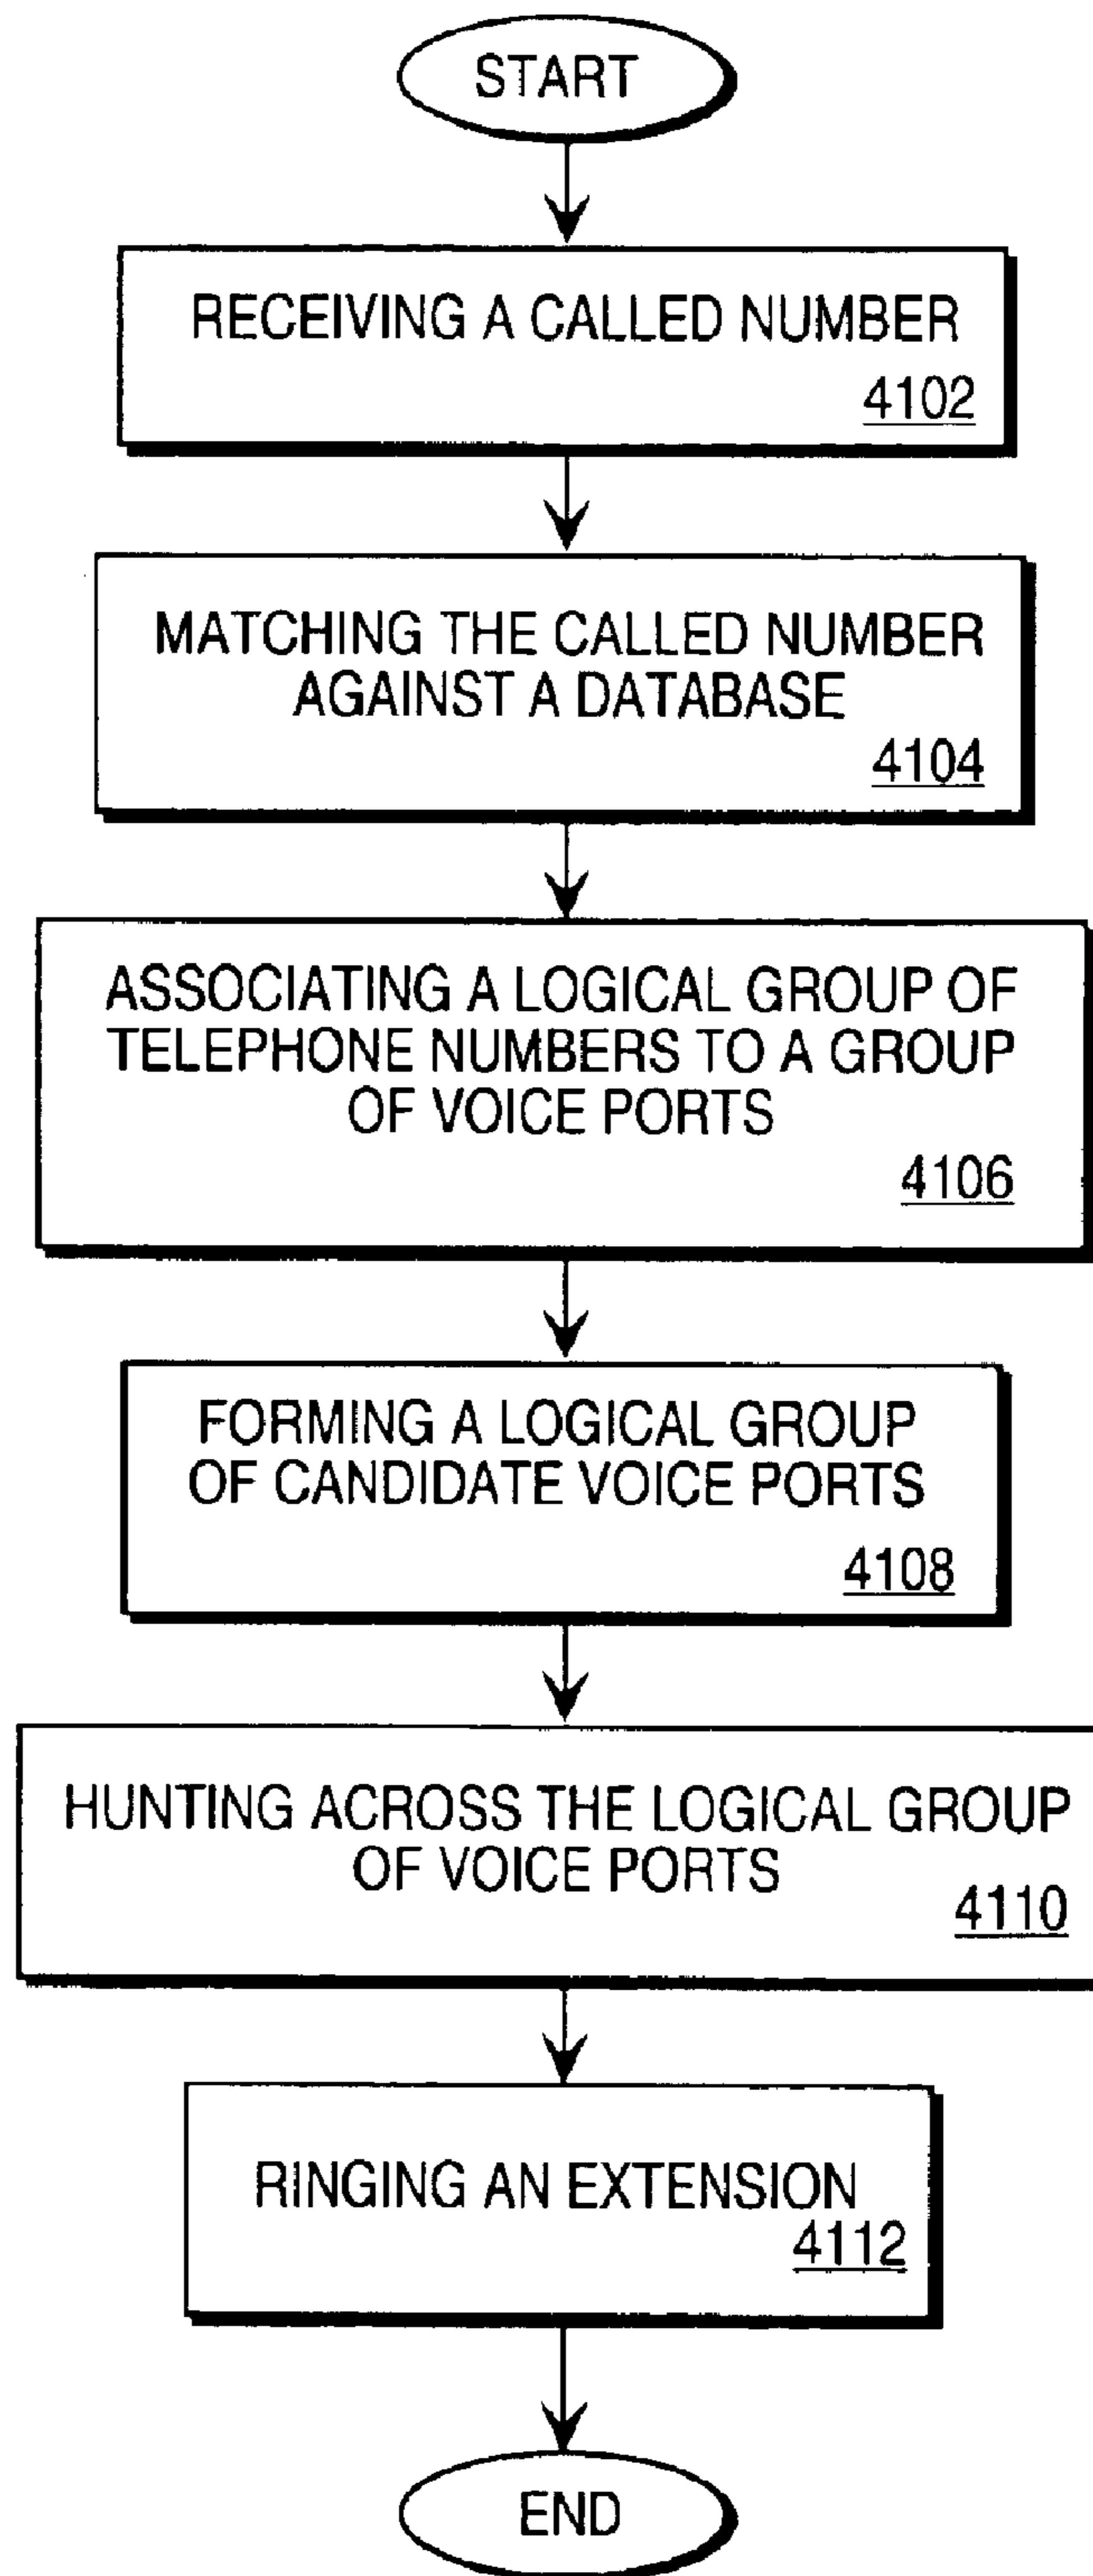 START
RECEIVING A CALLED NUMBER
4102
MATCHING THE CALLED NUMBER
AGAINST A DATABASE
4104
ASSOCIATING A LOGICAL GROUP OF
TELEPHONE NUMBERS TO A GROUP
OF VOICE PORTS
4106
FORMING A LOGICAL GROUP
OF CANDIDATE VOICE PORTS
4108
HUNTING ACROSS THE LOGICAL GROUP
OF VOICE PORTS
4110
RINGING AN EXTENSION
4112
END